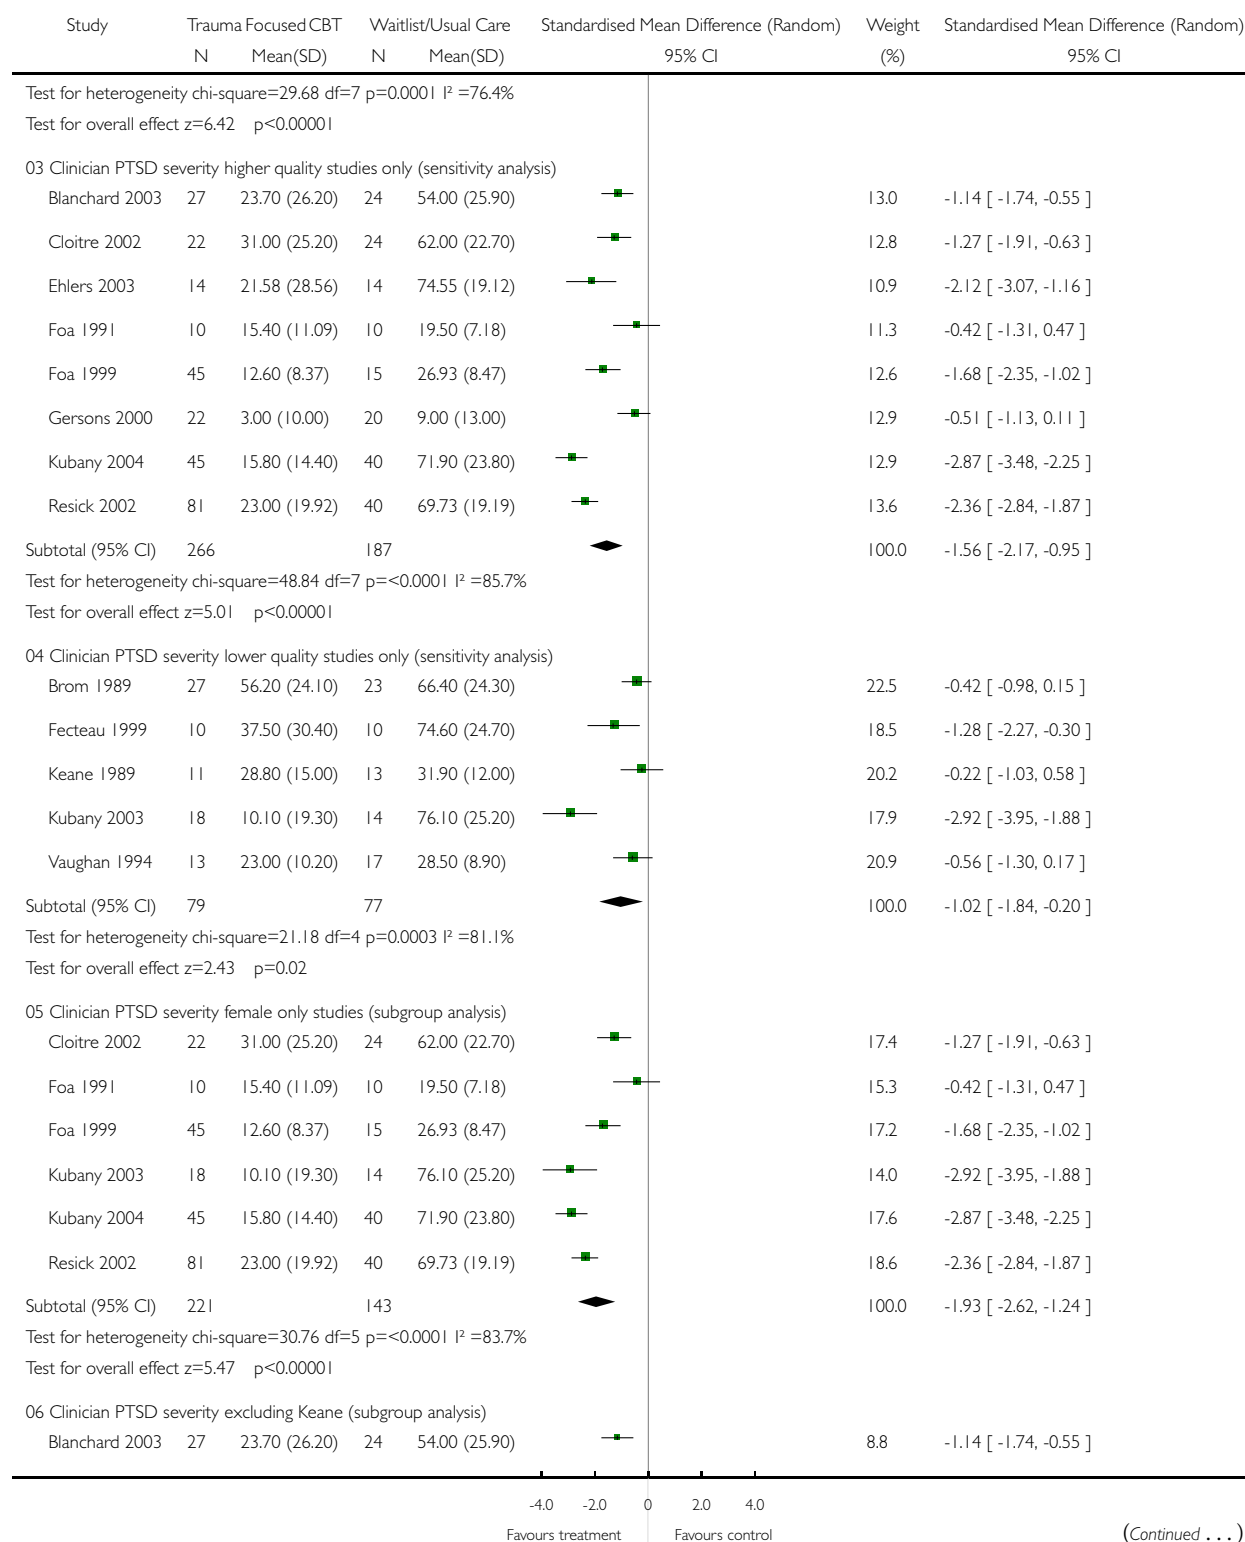 Study Trauma Focused CBT Waitlist/Usual Care Standardised Mean Difference (Random) Weight Standardised Mean Difference (Random)
N Mean(SD) N Mean(SD) 95% CI (%) 95% CI
Test for heterogeneity chi-square=29.68 df=7 p=0.0001 I² =76.4%
Test for overall effect z=6.42 p<0.00001
03 Clinician PTSD severity higher quality studies only (sensitivity analysis)
Blanchard 2003 27 23.70 (26.20) 24 54.00 (25.90) 13.0 -1.14 [ -1.74, -0.55 ]
Cloitre 2002 22 31.00 (25.20) 24 62.00 (22.70) 12.8 -1.27 [ -1.91, -0.63 ]
Ehlers 2003 14 21.58 (28.56) 14 74.55 (19.12) 10.9 -2.12 [ -3.07, -1.16 ]
Foa 1991 10 15.40 (11.09) 10 19.50 (7.18) 11.3 -0.42 [ -1.31, 0.47 ]
Foa 1999 45 12.60 (8.37) 15 26.93 (8.47) 12.6 -1.68 [ -2.35, -1.02 ]
Gersons 2000 22 3.00 (10.00) 20 9.00 (13.00) 12.9 -0.51 [ -1.13, 0.11 ]
Kubany 2004 45 15.80 (14.40) 40 71.90 (23.80) 12.9 -2.87 [ -3.48, -2.25 ]
Resick 2002 81 23.00 (19.92) 40 69.73 (19.19) 13.6 -2.36 [ -2.84, -1.87 ]
Subtotal (95% CI) 266 187 100.0 -1.56 [ -2.17, -0.95 ]
Test for heterogeneity chi-square=48.84 df=7 p=<0.0001 I² =85.7%
Test for overall effect z=5.01 p<0.00001
04 Clinician PTSD severity lower quality studies only (sensitivity analysis)
Brom 1989 27 56.20 (24.10) 23 66.40 (24.30) 22.5 -0.42 [ -0.98, 0.15 ]
Fecteau 1999 10 37.50 (30.40) 10 74.60 (24.70) 18.5 -1.28 [ -2.27, -0.30 ]
Keane 1989 11 28.80 (15.00) 13 31.90 (12.00) 20.2 -0.22 [ -1.03, 0.58 ]
Kubany 2003 18 10.10 (19.30) 14 76.10 (25.20) 17.9 -2.92 [ -3.95, -1.88 ]
Vaughan 1994 13 23.00 (10.20) 17 28.50 (8.90) 20.9 -0.56 [ -1.30, 0.17 ]
Subtotal (95% CI) 79 77 100.0 -1.02 [ -1.84, -0.20 ]
Test for heterogeneity chi-square=21.18 df=4 p=0.0003 I² =81.1%
Test for overall effect z=2.43 p=0.02
05 Clinician PTSD severity female only studies (subgroup analysis)
Cloitre 2002 22 31.00 (25.20) 24 62.00 (22.70) 17.4 -1.27 [ -1.91, -0.63 ]
Foa 1991 10 15.40 (11.09) 10 19.50 (7.18) 15.3 -0.42 [ -1.31, 0.47 ]
Foa 1999 45 12.60 (8.37) 15 26.93 (8.47) 17.2 -1.68 [ -2.35, -1.02 ]
Kubany 2003 18 10.10 (19.30) 14 76.10 (25.20) 14.0 -2.92 [ -3.95, -1.88 ]
Kubany 2004 45 15.80 (14.40) 40 71.90 (23.80) 17.6 -2.87 [ -3.48, -2.25 ]
Resick 2002 81 23.00 (19.92) 40 69.73 (19.19) 18.6 -2.36 [ -2.84, -1.87 ]
Subtotal (95% CI) 221 143 100.0 -1.93 [ -2.62, -1.24 ]
Test for heterogeneity chi-square=30.76 df=5 p=<0.0001 I² =83.7%
Test for overall effect z=5.47 p<0.00001
06 Clinician PTSD severity excluding Keane (subgroup analysis)
Blanchard 2003 27 23.70 (26.20) 24 54.00 (25.90) 8.8 -1.14 [ -1.74, -0.55 ]
-4.0 -2.0 0 2.0 4.0
Favours treatment Favours control (Continued . . . )